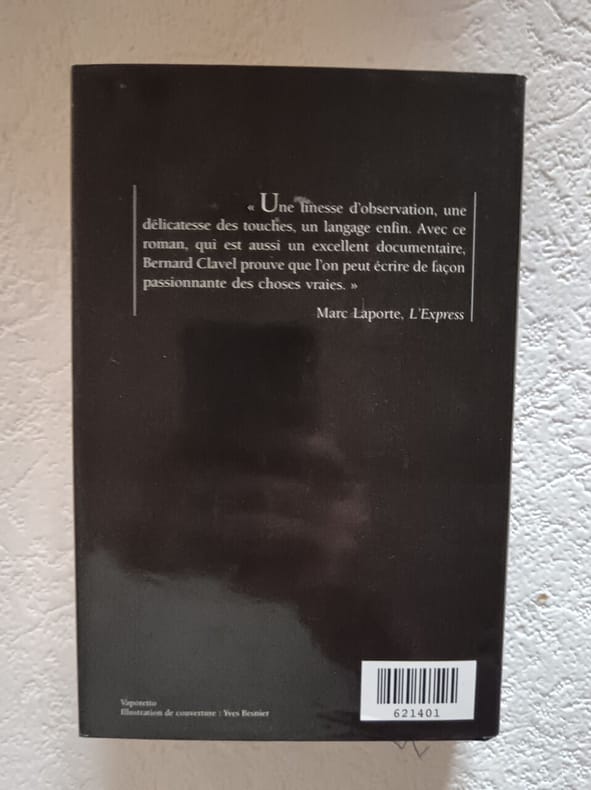 « Une finesse d'observation, une
délicatesse des touches, un langage enfin. Avec ce
roman, qui est aussi un excellent documentaire,
Bernard Clavel prouve que l'on peut écrire de façon
passionnante des choses vraies. »
Marc Laporte, L'Express
Vaporetto
Illustration de couverture : Yves Besnier
621401